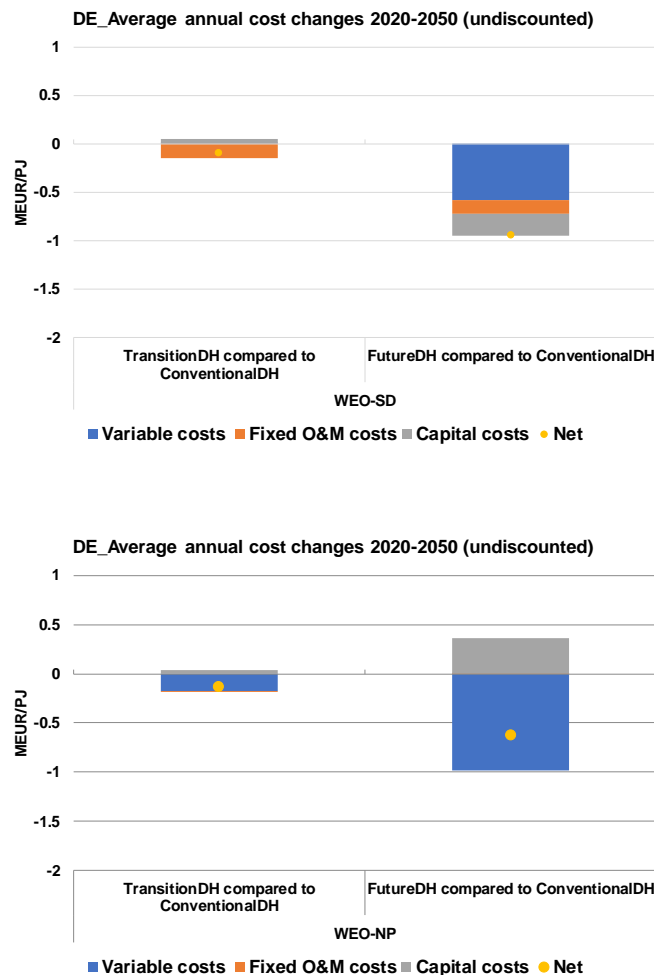 DE_Average annual cost changes 2020-2050 (undiscounted)
1
0.5
0
-0.5
-1
-1.5
-2
MEUR/PJ
TransitionDH compared to
ConventionalDH
FutureDH compared to ConventionalDH
WEO-SD
Variable costs Fixed O&M costs Capital costs Net
DE_Average annual cost changes 2020-2050 (undiscounted)
1
0.5
0
-0.5
-1
-1.5
-2
MEUR/PJ
TransitionDH compared to
ConventionalDH
FutureDH compared to ConventionalDH
WEO-NP
Variable costs Fixed O&M costs Capital costs Net